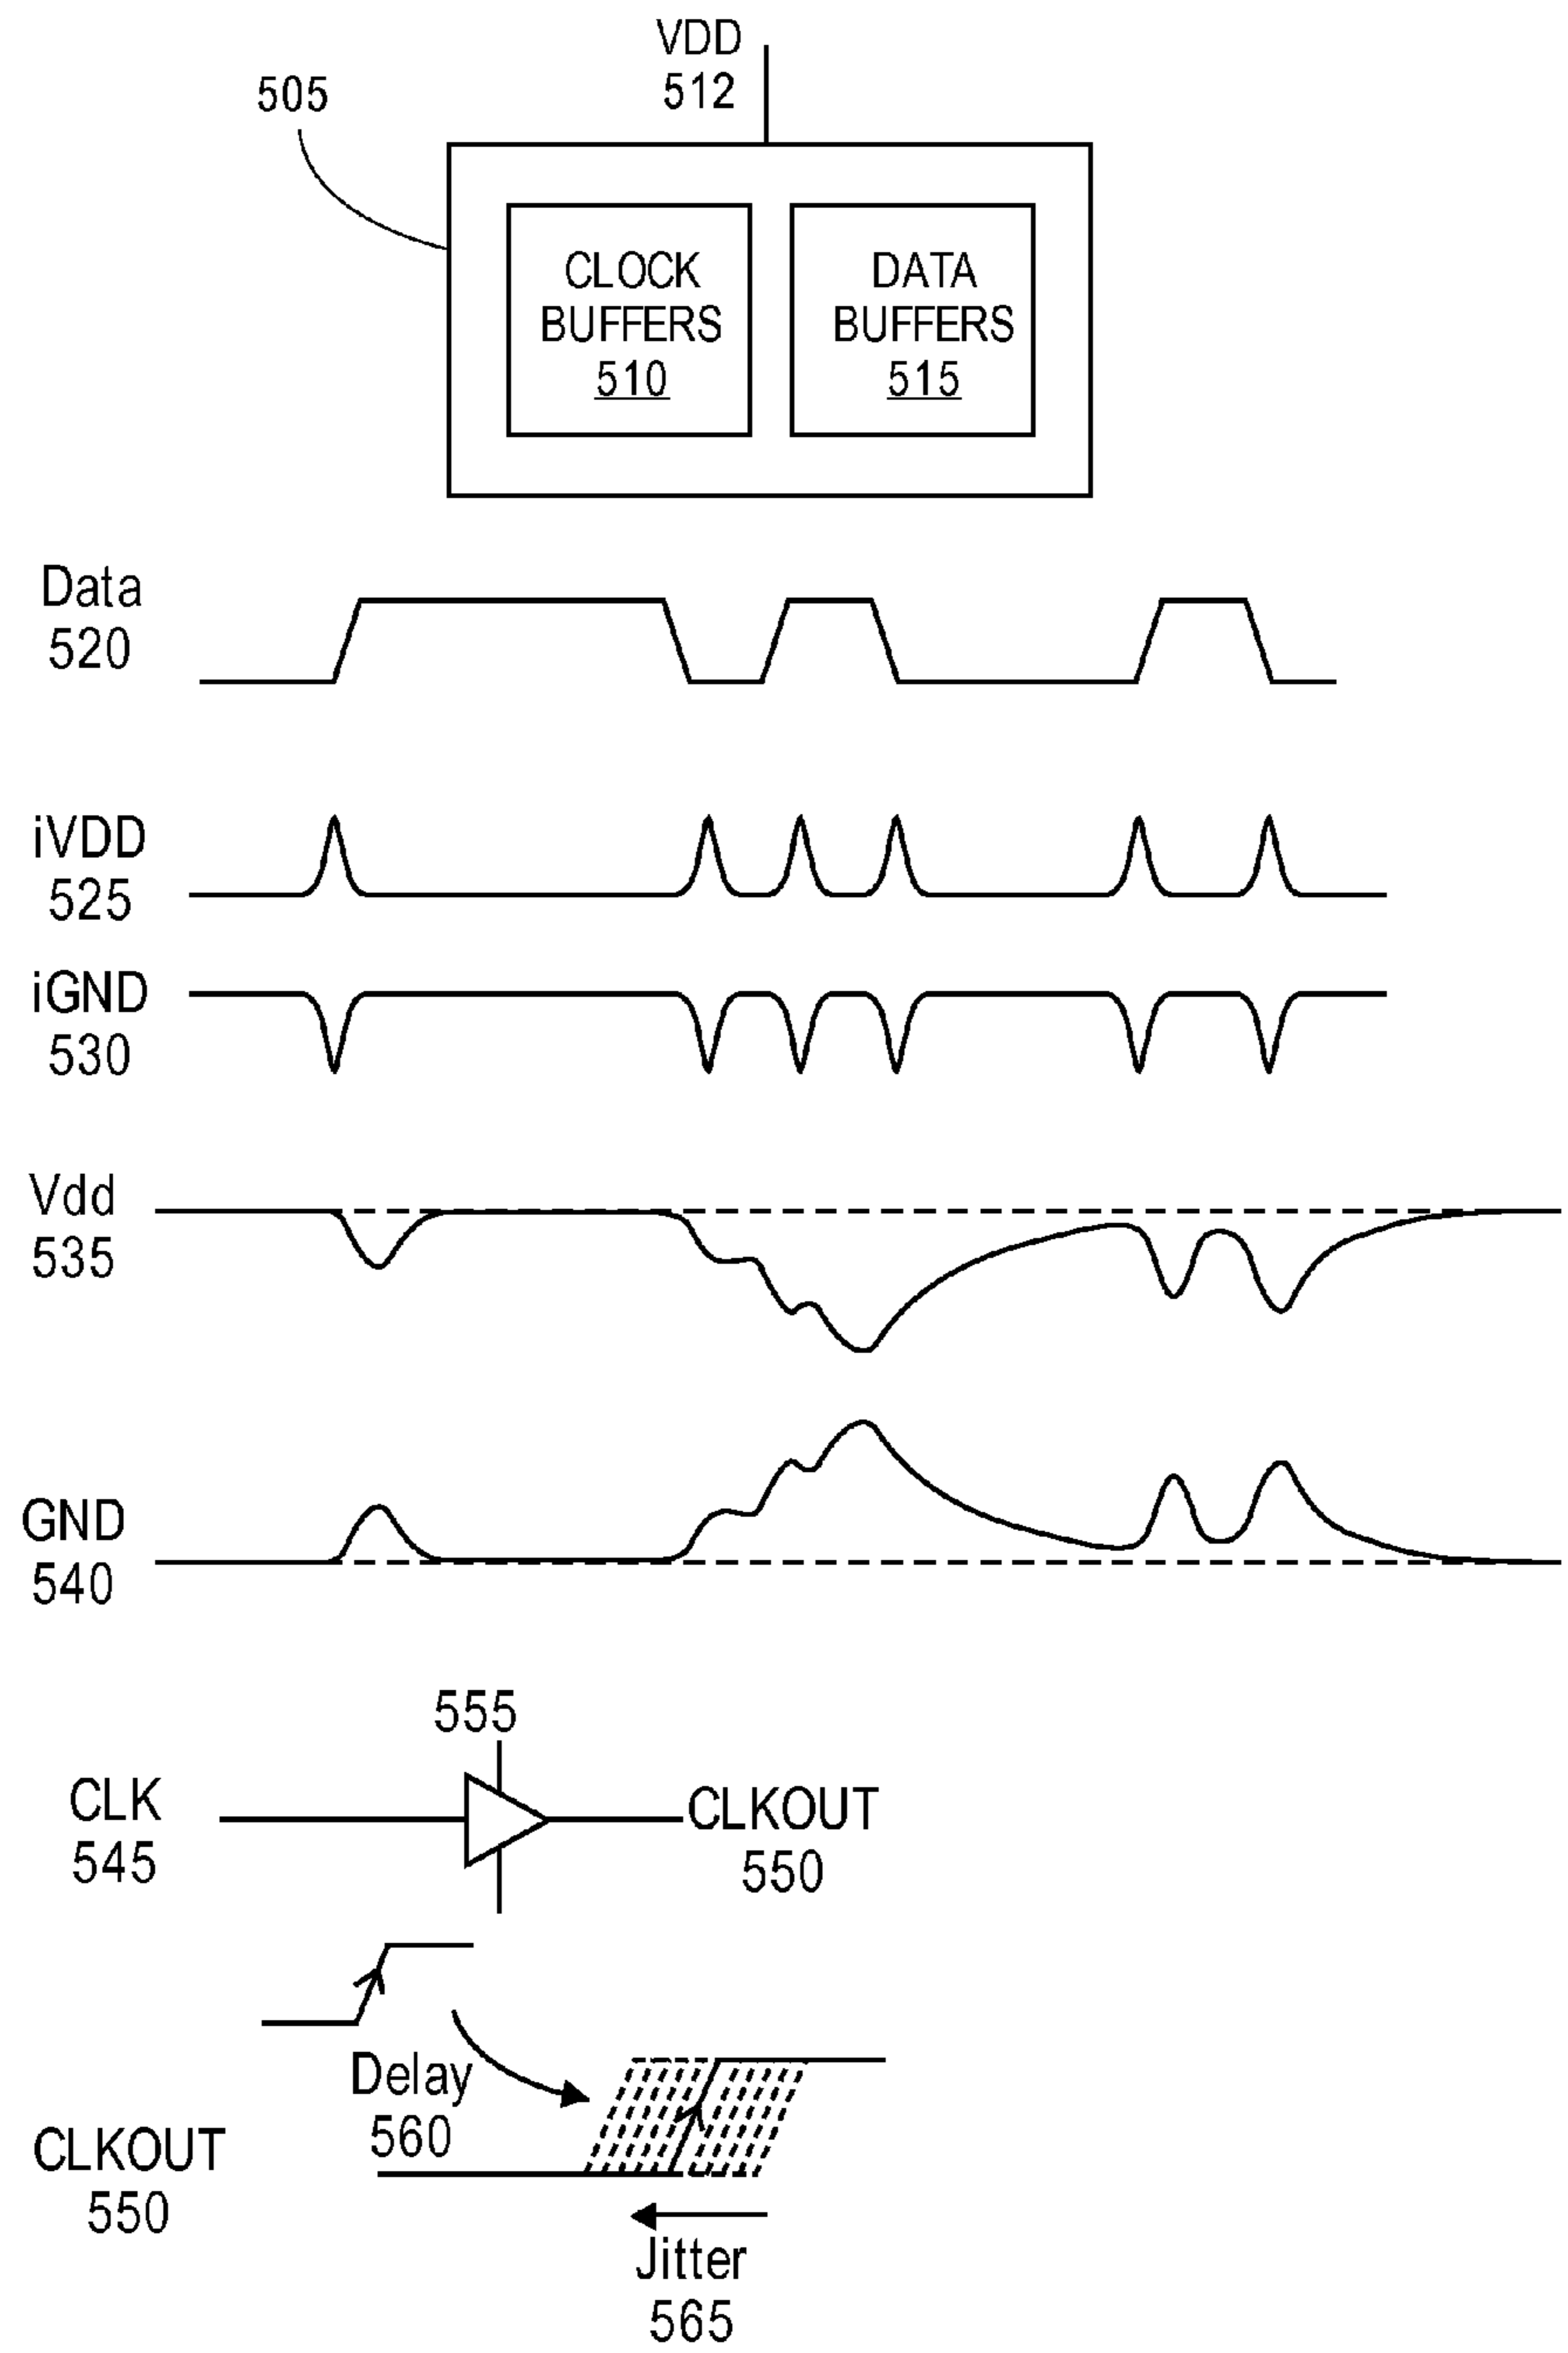 VDD
512
505
CLOCK
BUFFERS
510
DATA
BUFFERS
515
Data
520
iVDD
525
iGND
530
Vdd
535
GND
540
555
CLK
545
CLKOUT
550
Delay
560
CLKOUT
550
Jitter
565